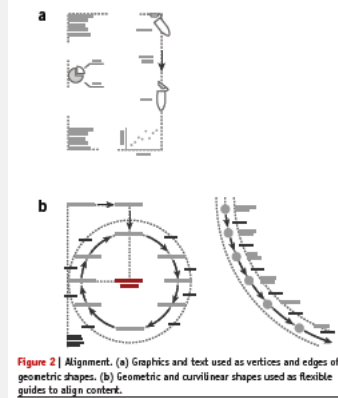 a
b
Figure 2 | Alignment. (a) Graphics and text used as vertices and edges of
geometric shapes. (b) Geometric and curvilinear shapes used as flexible
guides to align content.